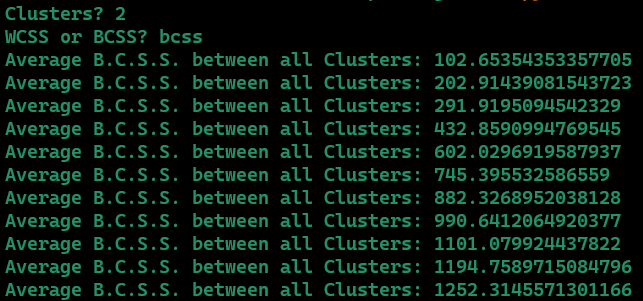 Clusters? 2
WCSS or BCSS? bcss
Average B.C.S.S. between all Clusters: 102.65354353357705
Average B.C.S.S. between all Clusters: 202.91439081543723
Average B.C.S.S. between all Clusters: 291.9195094542329
Average B.C.S.S. between all Clusters: 432.8590994769545
Average B.C.S.S. between all Clusters: 602.0296919587937
Average B.C.S.S. between all Clusters: 745.395532586559
Average B.C.S.S. between all Clusters: 882.3268952038128
Average B.C.S.S. between all Clusters: 990.6412064920377
Average B.C.S.S. between all Clusters: 1101.079924437822
Average B.C.S.S. between all Clusters: 1194.7589715084796
Average B.C.S.S. between all Clusters: 1252.3145571301166